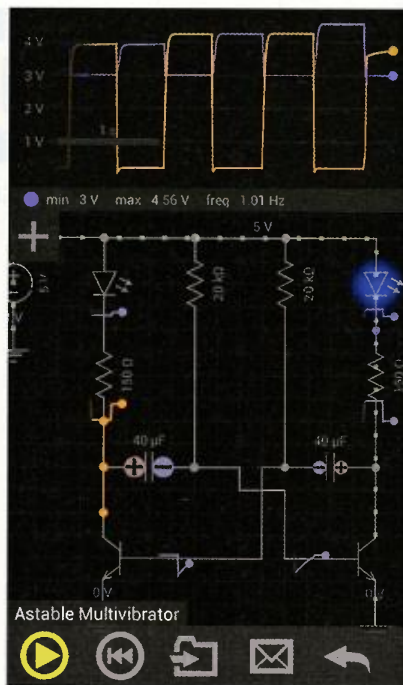 4 V
3 V
2 V
1 V
1 s
min 3 V max 4.56 V freq 1.01 Hz
5 V
5 V
20 kΩ
20 kΩ
150 Ω
150 Ω
40 µF
40 µF
0 V
0 V
Astable Multivibrator